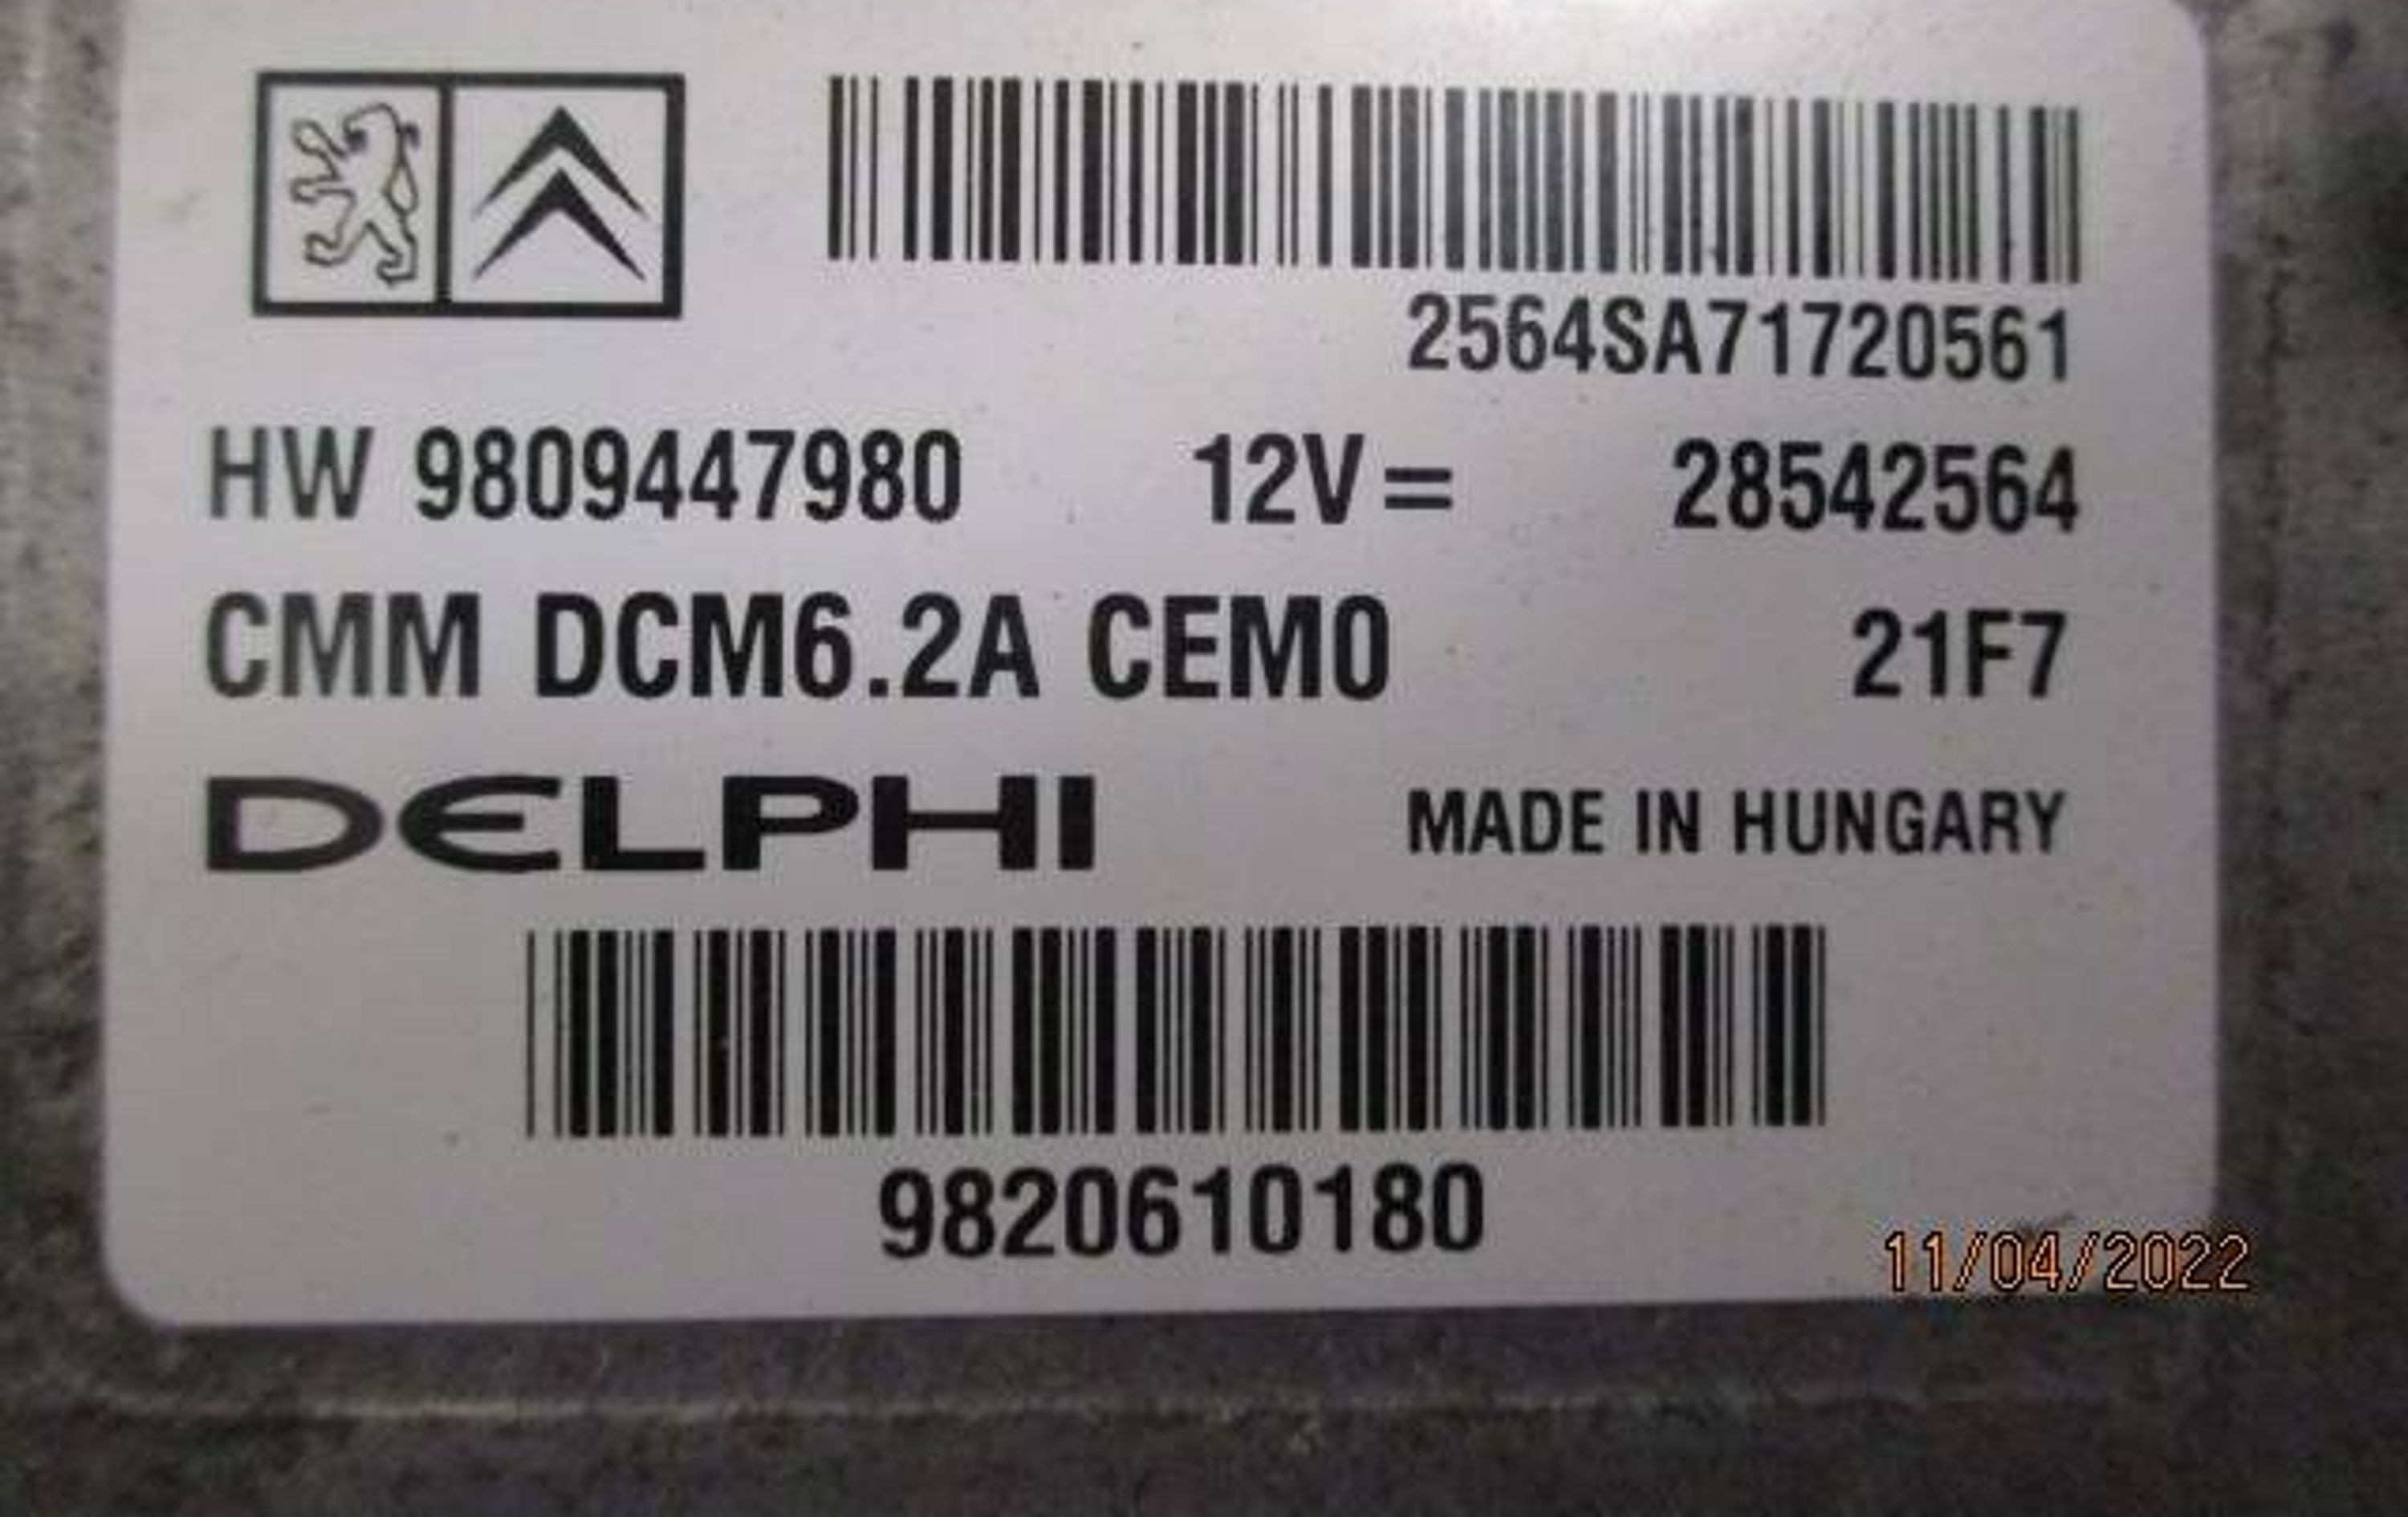 2564SA71720561
HW 9809447980 12V= 28542564
CMM DCM6.2A CEM0 21F7
DELPHI MADE IN HUNGARY
9820610180
11/04/2022